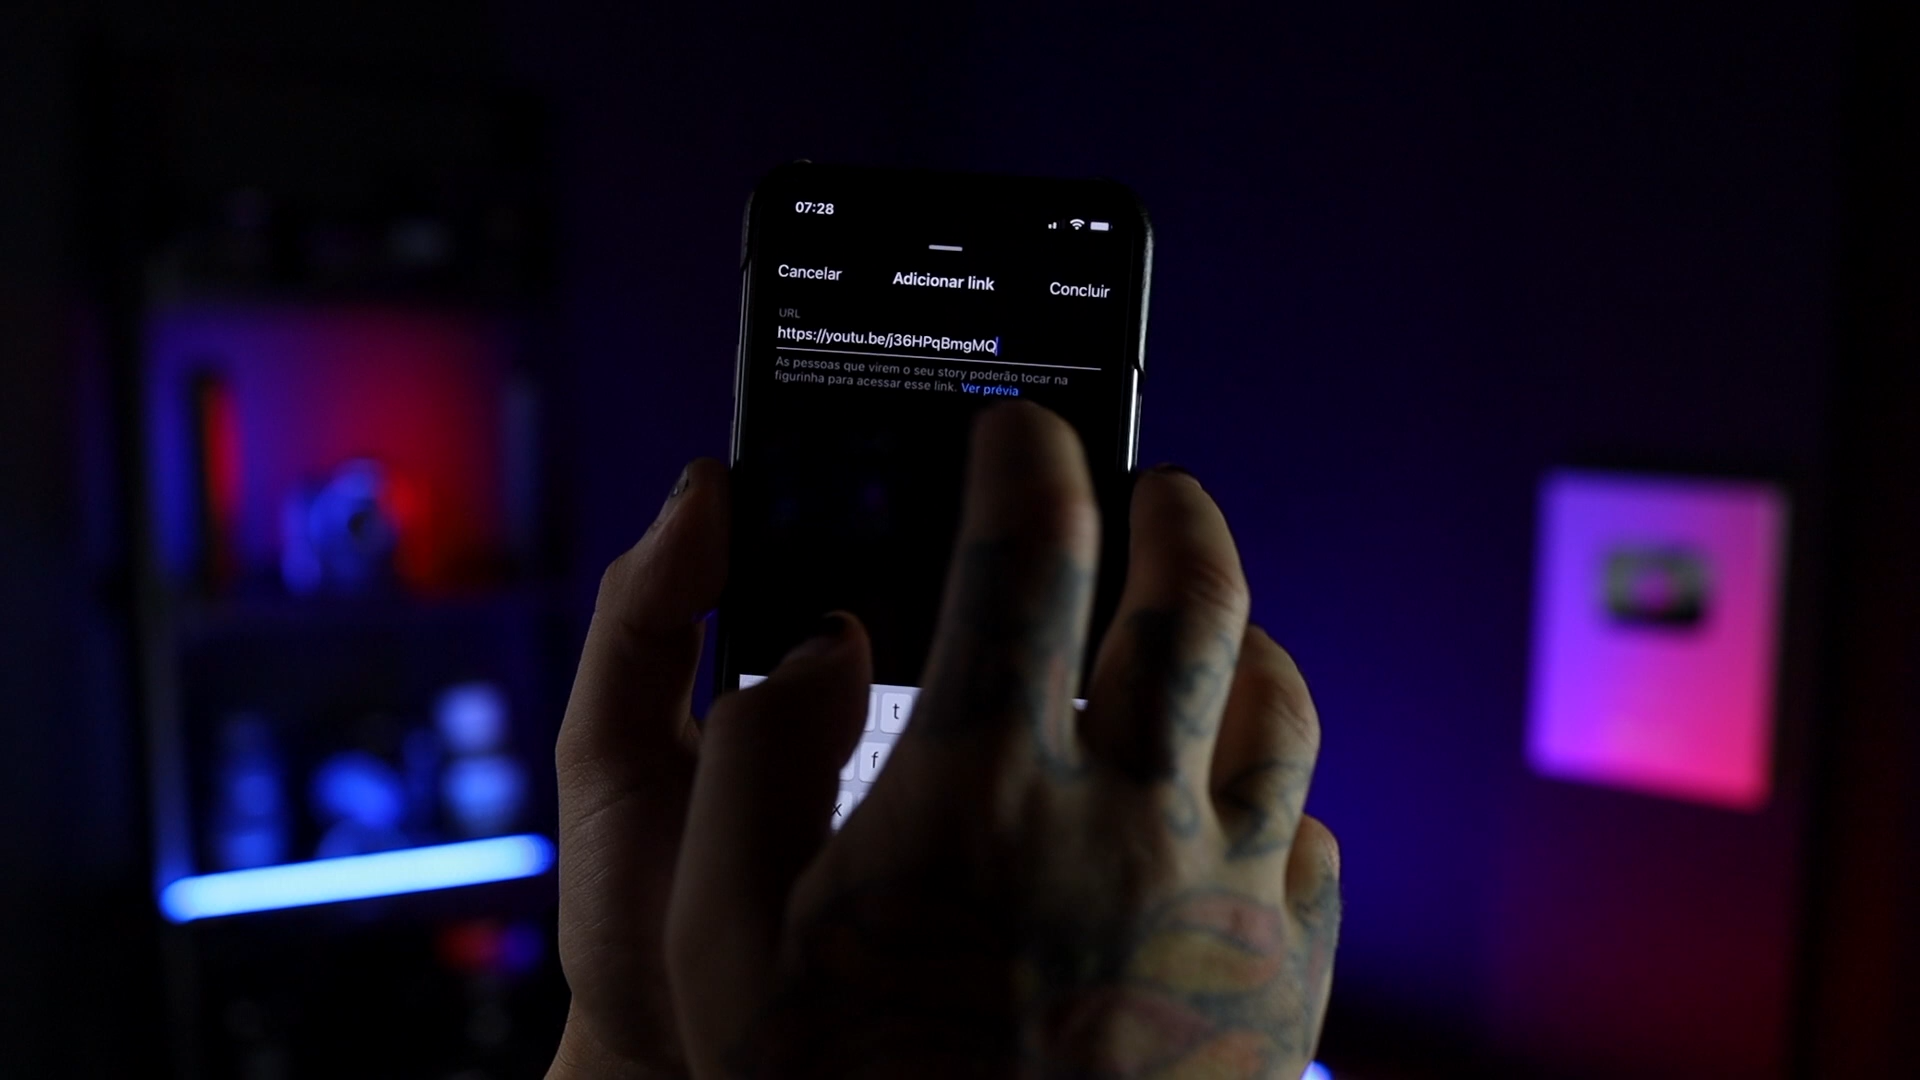 07:28
Cancelar
Adicionar link
Concluir
URL
https://youtu.be/j36HPqBmgMQ
As pessoas que virem o seu story poderão tocar na
figurinha para acessar esse link. Ver prévia
t
f
x